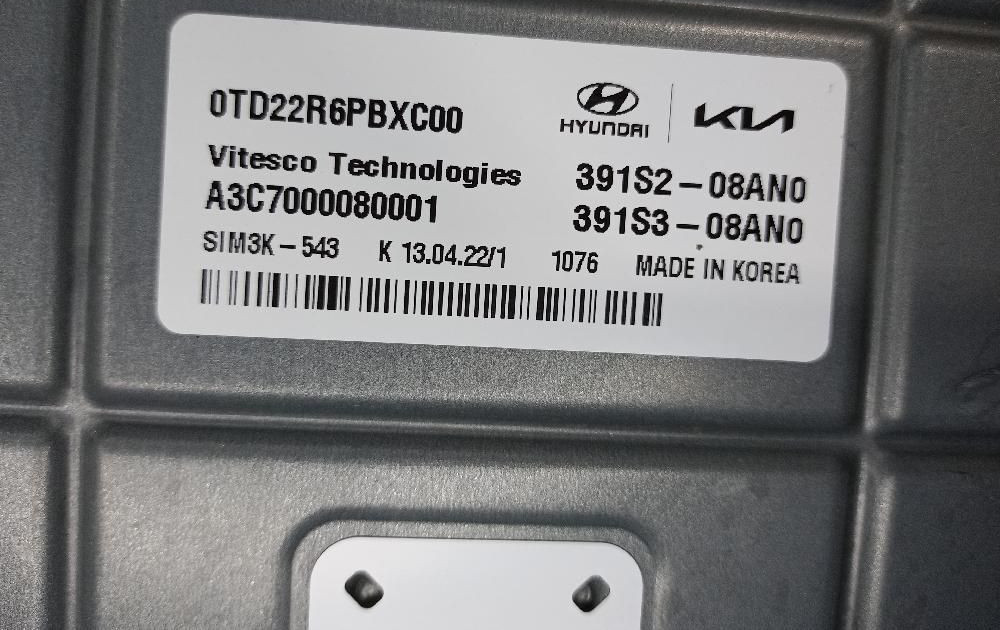 0TD22R6PBXC00
HYUNDAI KIA
Vitesco Technologies 391S2-08AN0
A3C7000080001 391S3-08AN0
SIM3K-543 K 13.04.22/1 1076 MADE IN KOREA